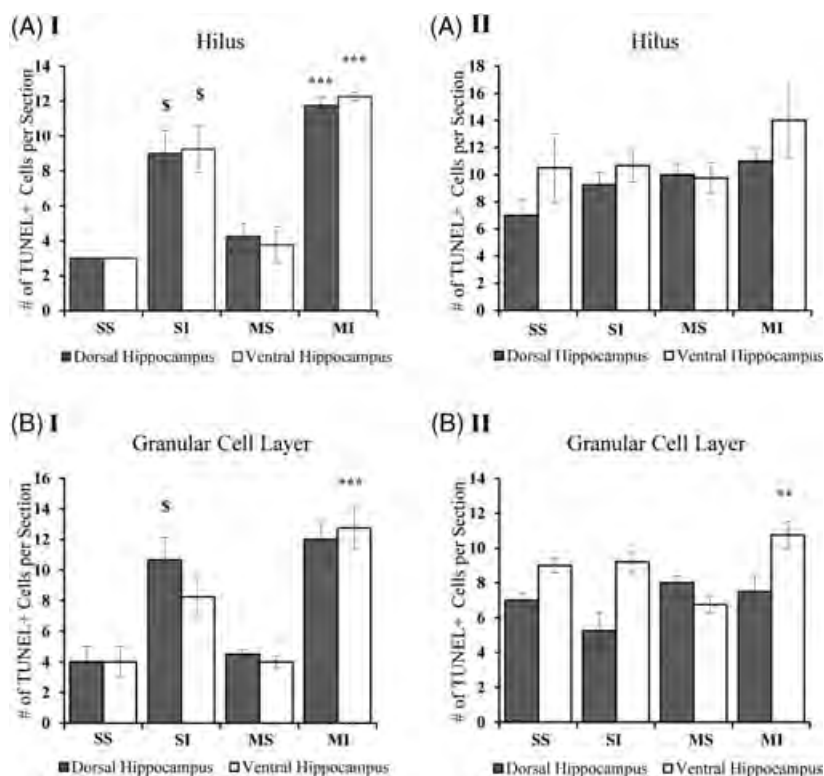 (A) I
Hilus
# of TUNEL+ Cells per Section
14
12
10
8
6
4
2
0
$
$
***
***
SS SI MS MI
Dorsal Hippocampus Ventral Hippocampus
(A) II
Hilus
# of TUNEL+ Cells per Section
18
16
14
12
10
8
6
4
2
0
SS SI MS MI
Dorsal Hippocampus Ventral Hippocampus
(B) I
Granular Cell Layer
# of TUNEL+ Cells per Section
16
14
12
10
8
6
4
2
0
$
***
SS SI MS MI
Dorsal Hippocampus Ventral Hippocampus
(B) II
Granular Cell Layer
# of TUNEL+ Cells per Section
14
12
10
8
6
4
2
0
**
SS SI MS MI
Dorsal Hippocampus Ventral Hippocampus